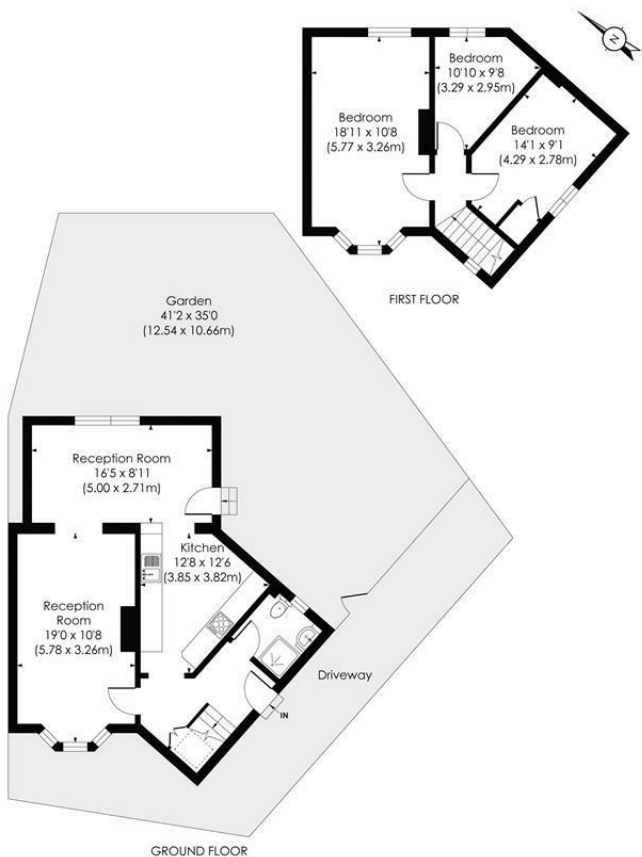 N
Bedroom
10'10 x 9'8
(3.29 x 2.95m)
Bedroom
18'11 x 10'8
(5.77 x 3.26m)
Bedroom
14'1 x 9'1
(4.29 x 2.78m)
FIRST FLOOR
Garden
41'2 x 35'0
(12.54 x 10.66m)
Reception Room
16'5 x 8'11
(5.00 x 2.71m)
Kitchen
12'8 x 12'6
(3.85 x 3.82m)
Reception
Room
19'0 x 10'8
(5.78 x 3.26m)
Driveway
IN
GROUND FLOOR